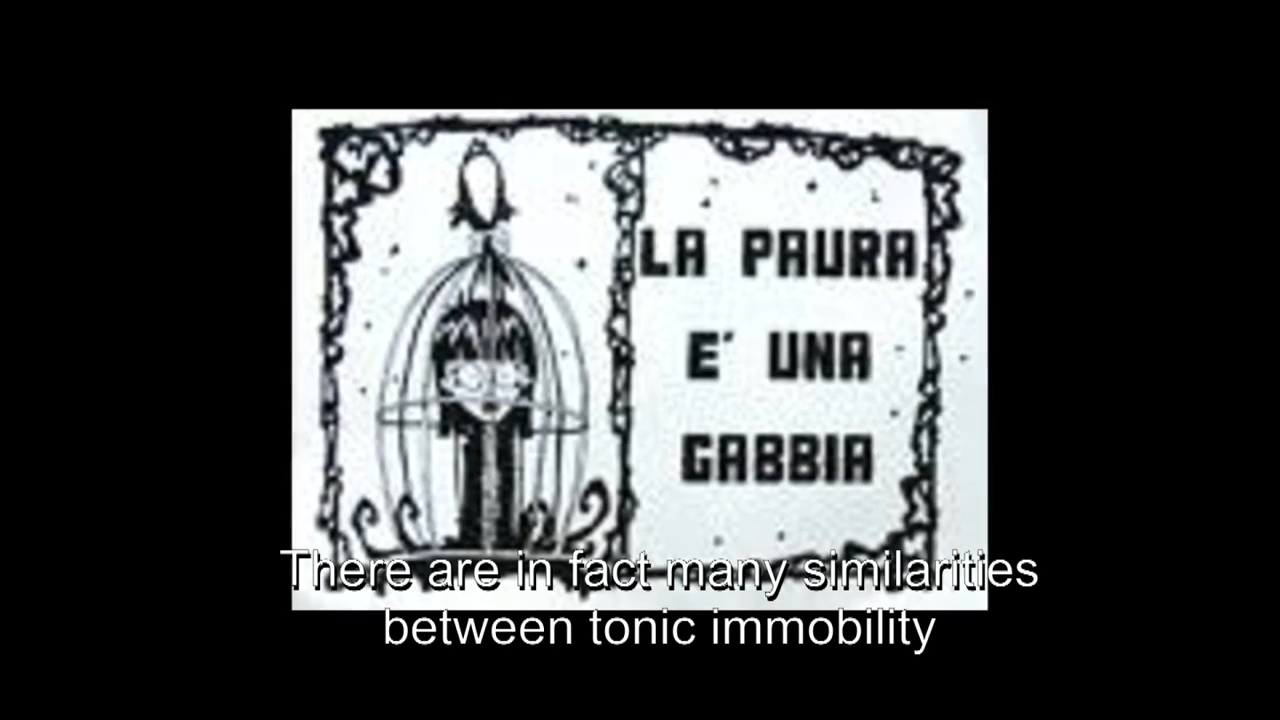 LA PAURA
E' UNA
GABBIA
There are in fact many similarities
between tonic immobility